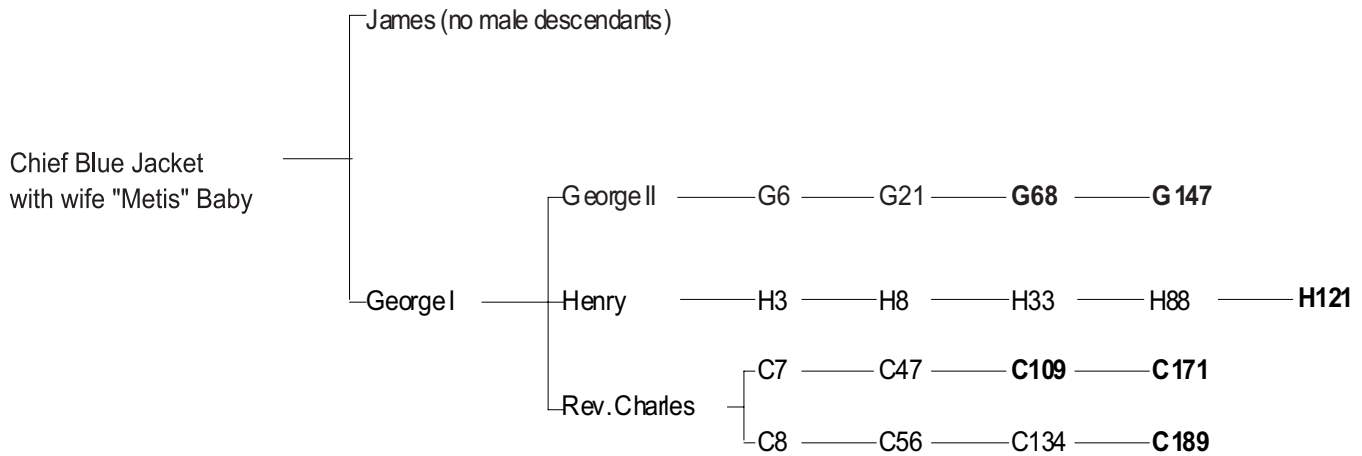 James (no male descendants)
Chief Blue Jacket
with wife "Metis" Baby
George II G6 G21 G68 G147
George I Henry H3 H8 H33 H88 H121
C7 C47 C109 C171
Rev. Charles
C8 C56 C134 C189